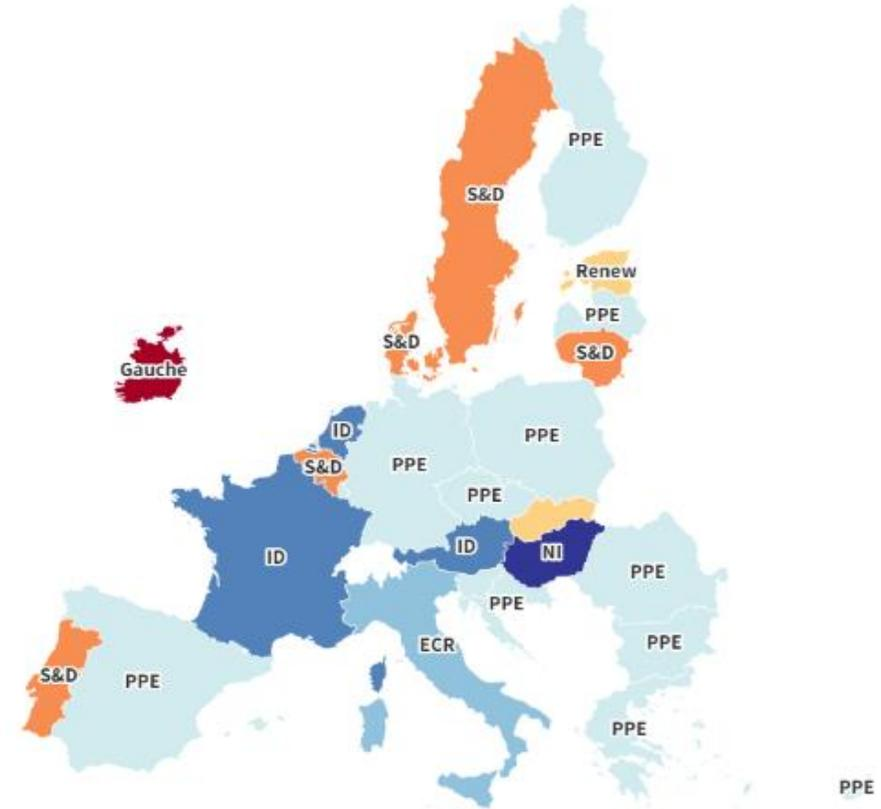 PPE
S&D
Renew
PPE
S&D
S&D
Gauche
ID
PPE
S&D
PPE
PPE
ID
ID
NI
PPE
PPE
ECR
PPE
S&D
PPE
PPE
PPE